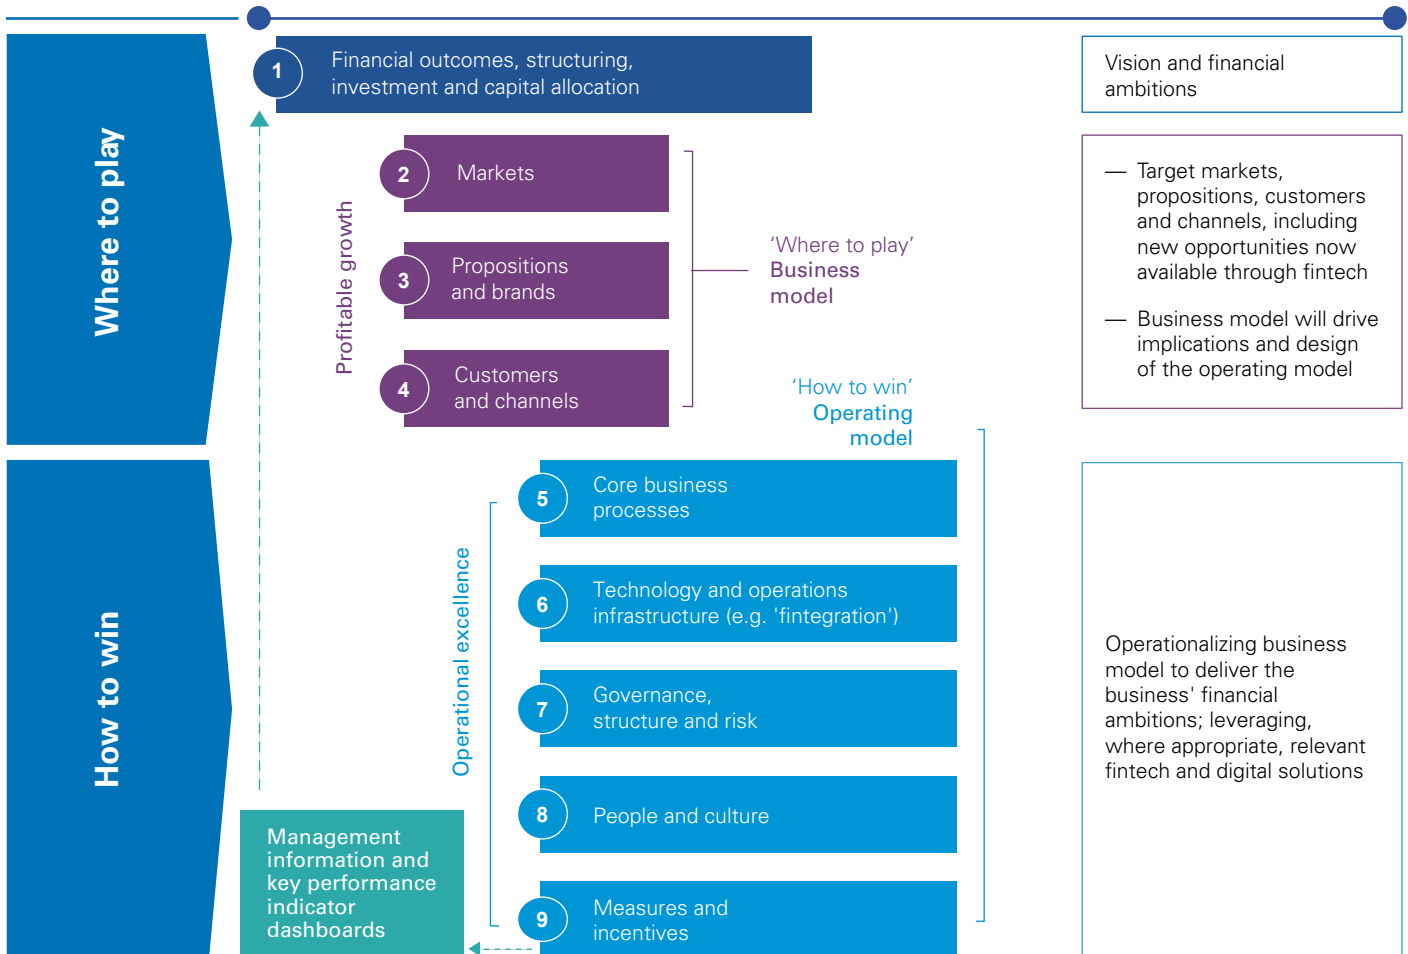 Where to play
1
Financial outcomes, structuring,
investment and capital allocation
Vision and financial
ambitions
Profitable growth
2
Markets
3
Propositions
and brands
4
Customers
and channels
‘Where to play’
Business
model
— Target markets,
propositions, customers
and channels, including
new opportunities now
available through fintech
— Business model will drive
implications and design
of the operating model
‘How to win’
Operating
model
How to win
Operational excellence
5
Core business
processes
6
Technology and operations
infrastructure (e.g. 'fintegration')
7
Governance,
structure and risk
8
People and culture
9
Measures and
incentives
Management
information and
key performance
indicator
dashboards
Operationalizing business
model to deliver the
business' financial
ambitions; leveraging,
where appropriate, relevant
fintech and digital solutions